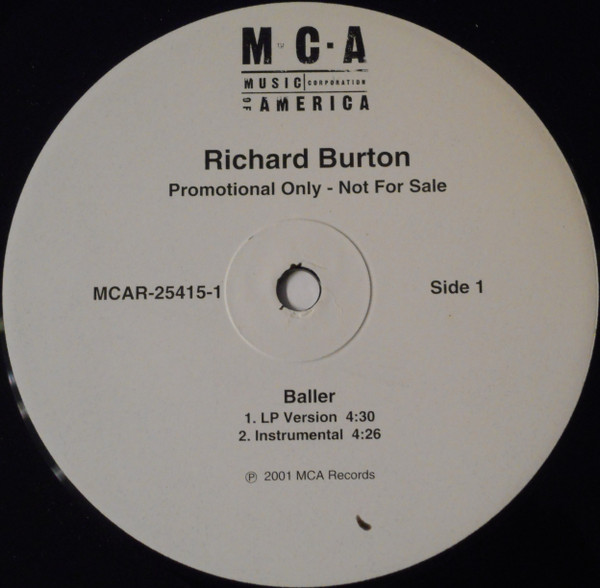 M·C·A
MUSIC CORPORATION
OF AMERICA
Richard Burton
Promotional Only - Not For Sale
MCAR-25415-1
Side 1
Baller
1. LP Version 4:30
2. Instrumental 4:26
℗ 2001 MCA Records